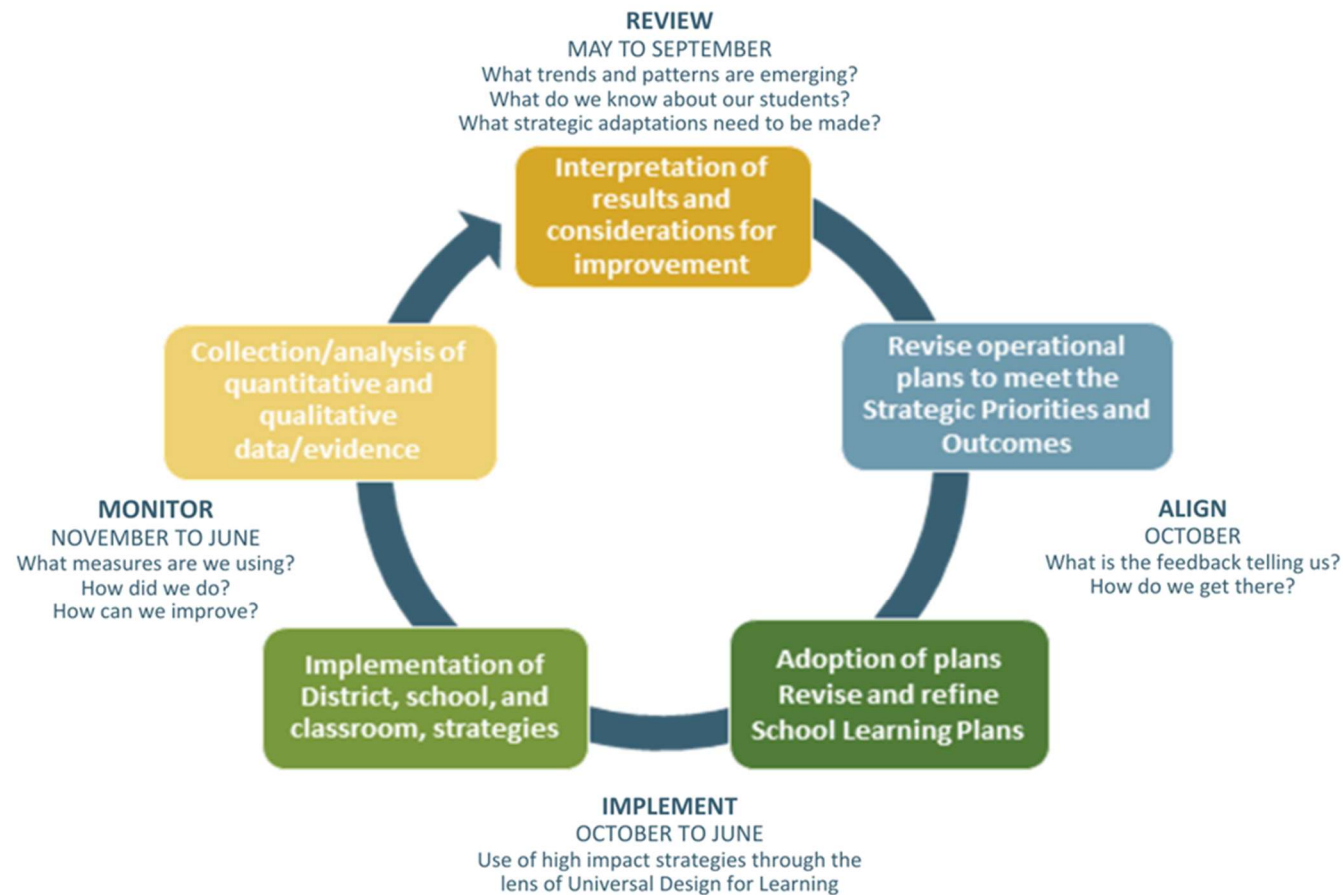 REVIEW
MAY TO SEPTEMBER
What trends and patterns are emerging?
What do we know about our students?
What strategic adaptations need to be made?
Interpretation of
results and
considerations for
improvement
Revise operational
plans to meet the
Strategic Priorities and
Outcomes
ALIGN
OCTOBER
What is the feedback telling us?
How do we get there?
Adoption of plans
Revise and refine
School Learning Plans
IMPLEMENT
OCTOBER TO JUNE
Use of high impact strategies through the
lens of Universal Design for Learning
Implementation of
District, school, and
classroom, strategies
MONITOR
NOVEMBER TO JUNE
What measures are we using?
How did we do?
How can we improve?
Collection/analysis of
quantitative and
qualitative
data/evidence